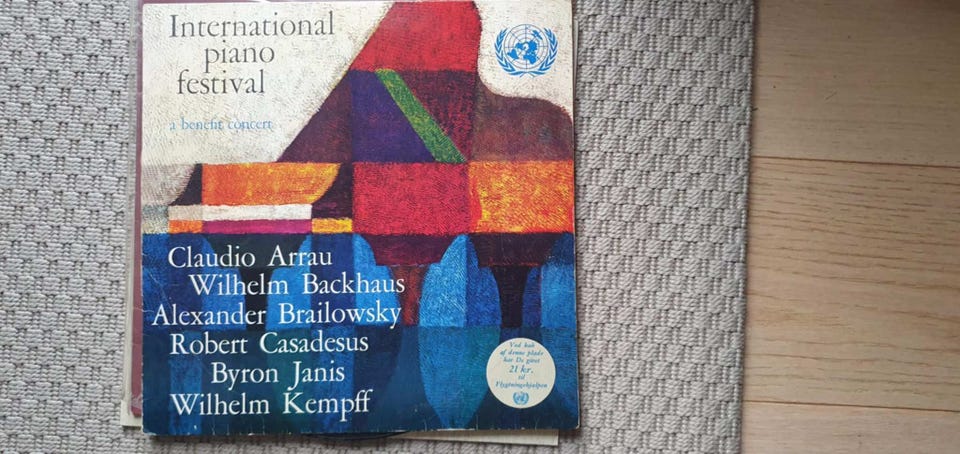 International
piano
festival
a benefit concert
Claudio Arrau
Wilhelm Backhaus
Alexander Brailowsky
Robert Casadesus
Byron Janis
Wilhelm Kempff
Ved køb
af denne plade
har De givet
21 kr.
til
Flygtningehjælpen